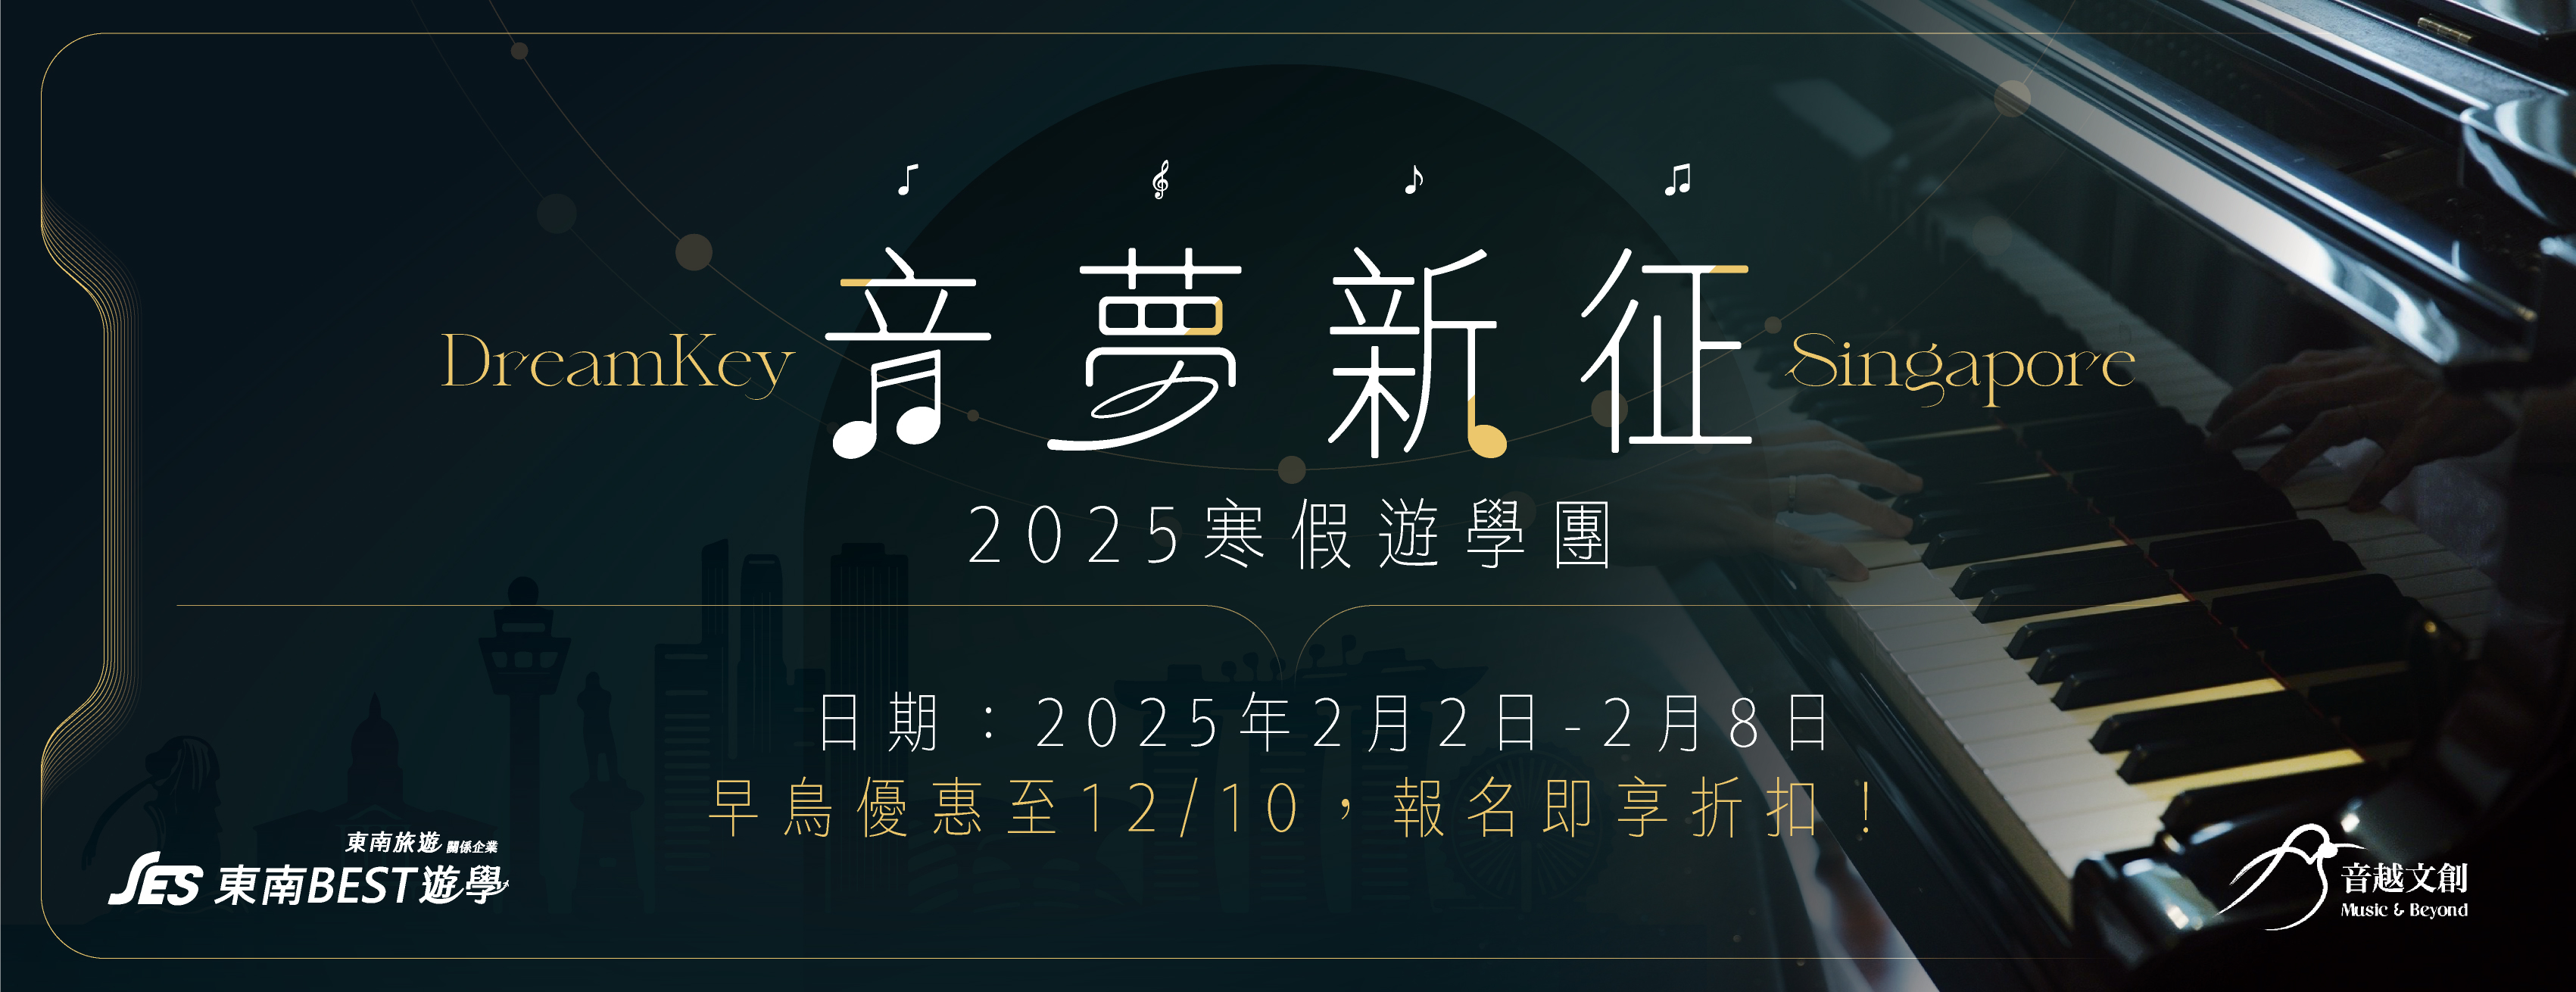 DreamKey 音夢新征 Singapore
2025寒假遊學團
日期：2025年2月2日-2月8日
早鳥優惠至12/10，報名即享折扣！
東南旅遊 關係企業
SES 東南BEST遊學
音越文創
Music & Beyond